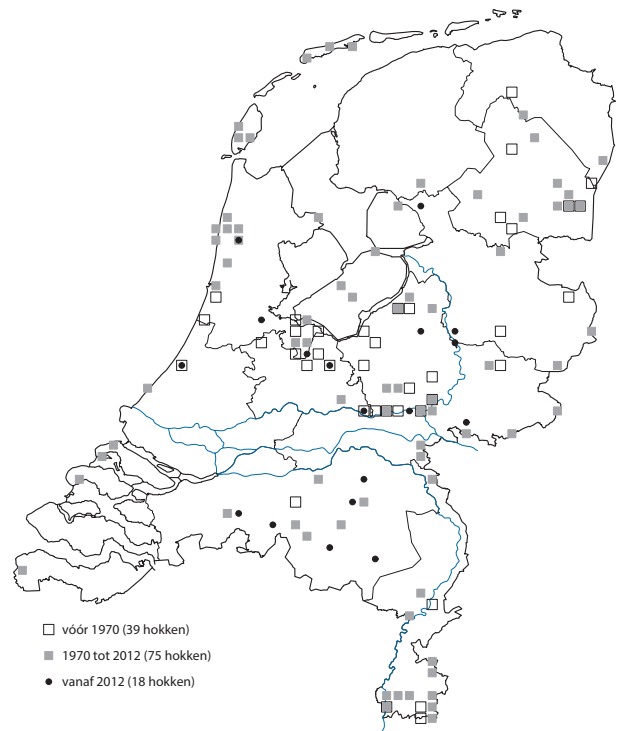 vóór 1970 (39 hokken)
1970 tot 2012 (75 hokken)
vanaf 2012 (18 hokken)